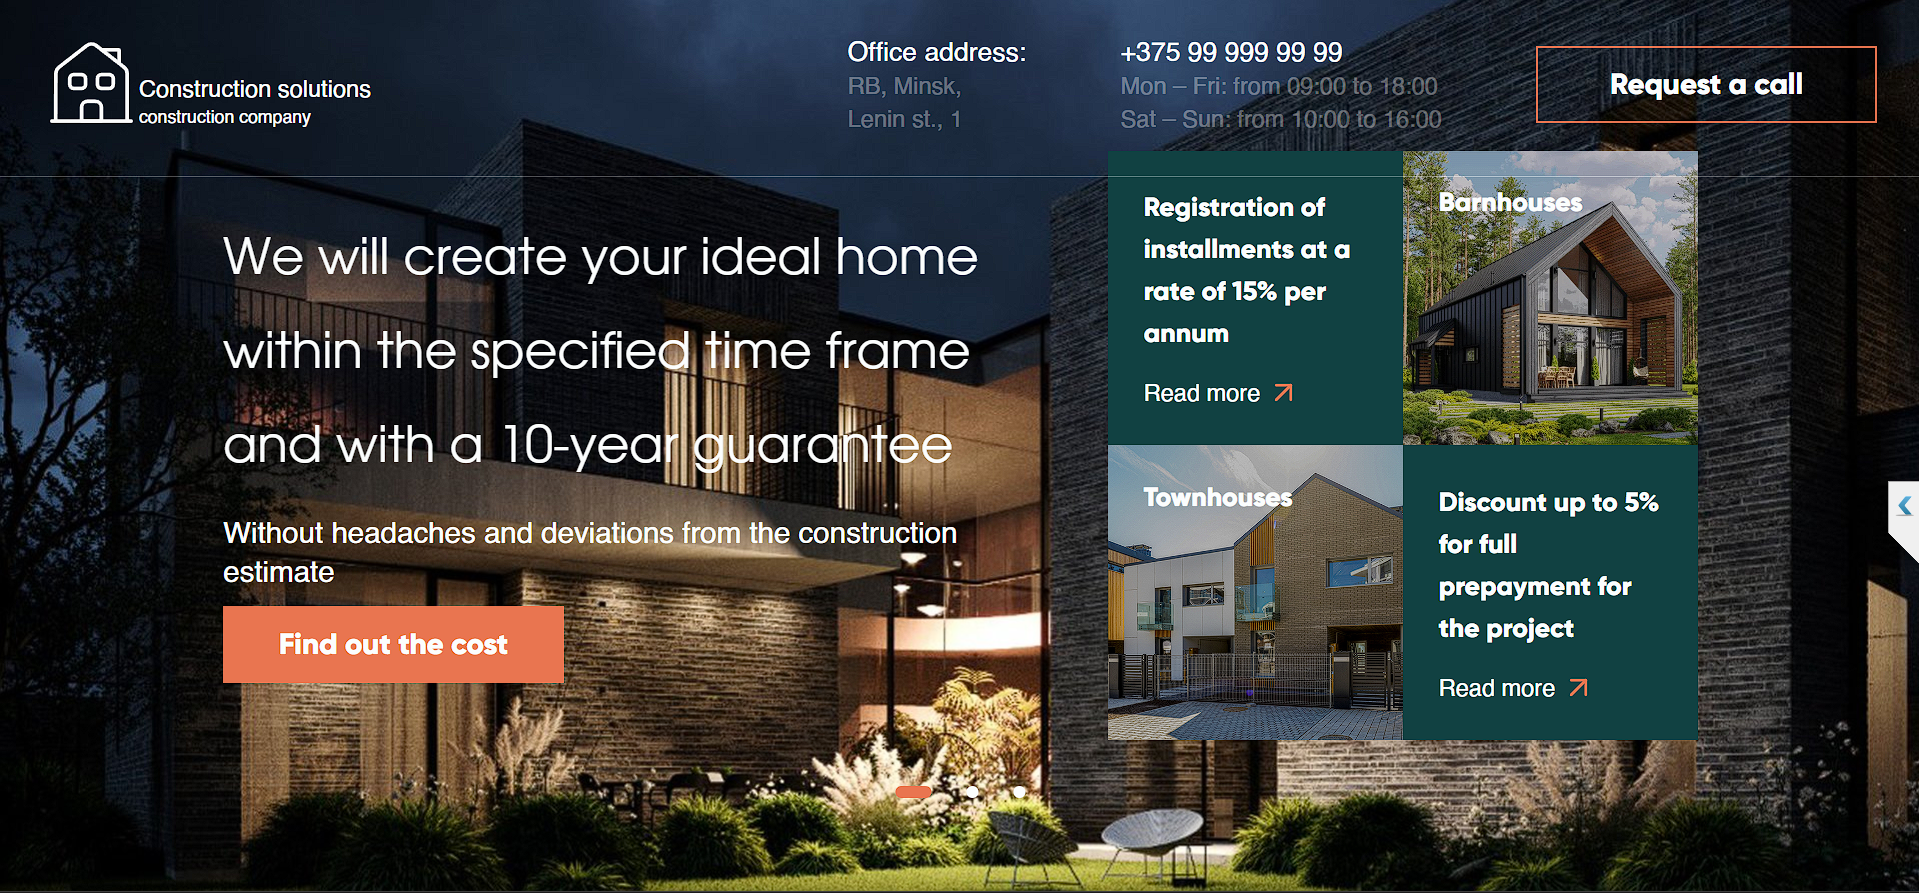 Construction solutions
construction company
Office address:
RB, Minsk,
Lenin st., 1
+375 99 999 99 99
Mon – Fri: from 09:00 to 18:00
Sat – Sun: from 10:00 to 16:00
Request a call
We will create your ideal home
within the specified time frame
and with a 10-year guarantee
Without headaches and deviations from the construction
estimate
Find out the cost
Registration of
installments at a
rate of 15% per
annum
Read more
Barnhouses
Townhouses
Discount up to 5%
for full
prepayment for
the project
Read more